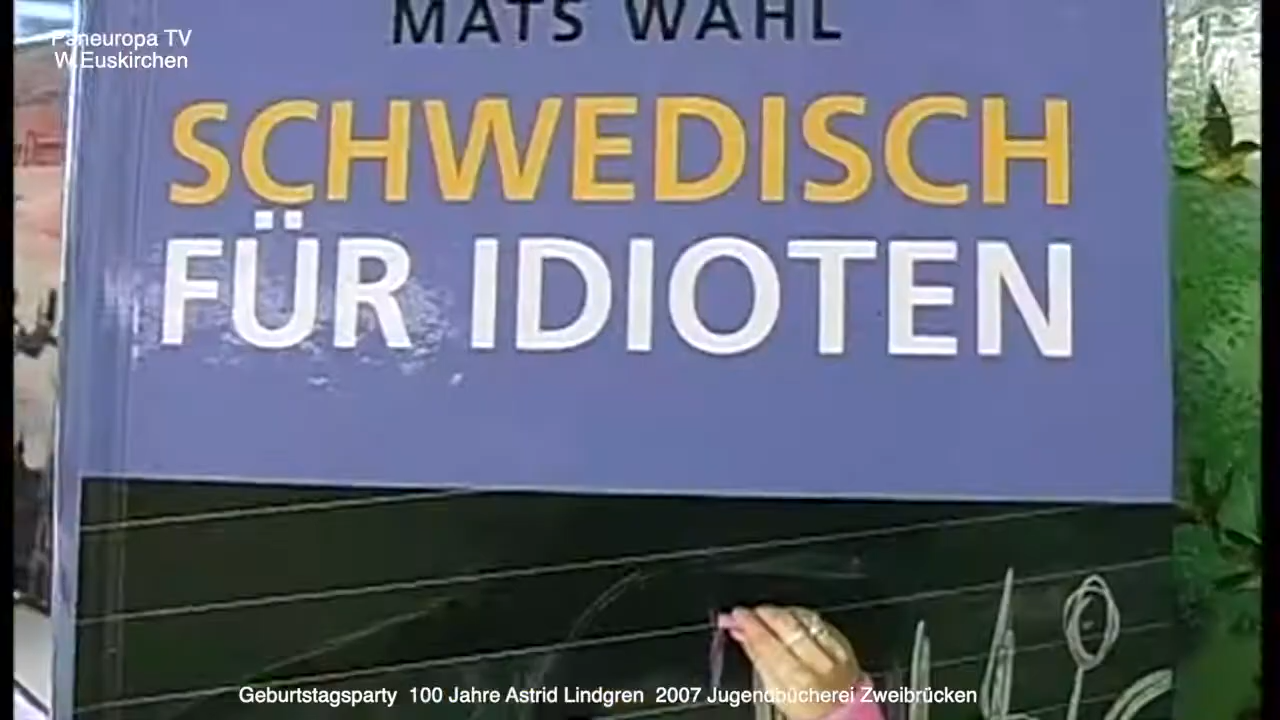 Paneuropa TV
W.Euskirchen
MATS WAHL
SCHWEDISCH
FÜR IDIOTEN
Geburtstagsparty 100 Jahre Astrid Lindgren 2007 Jugendbücherei Zweibrücken